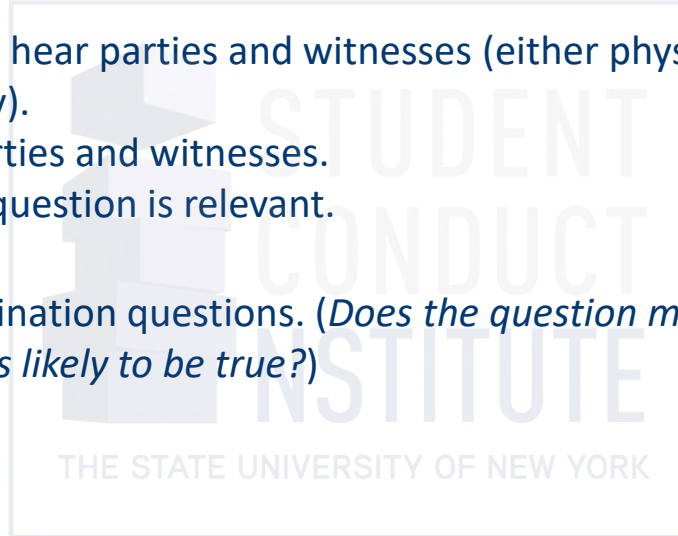 hear parties and witnesses (either phys
y).
rties and witnesses.
question is relevant.
ination questions. (Does the question m
s likely to be true?)
STUDENT
CONDUCT
INSTITUTE
THE STATE UNIVERSITY OF NEW YORK